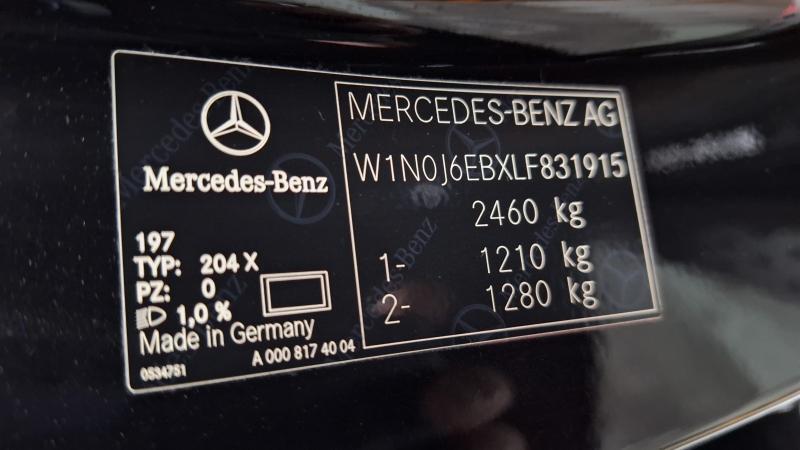 Mercedes-Benz
197
TYP: 204 X
PZ: 0
1,0 %
Made in Germany
A 000 817 40 04
0534751
MERCEDES-BENZ AG
W1N0J6EBXLF831915
2460 kg
1- 1210 kg
2- 1280 kg